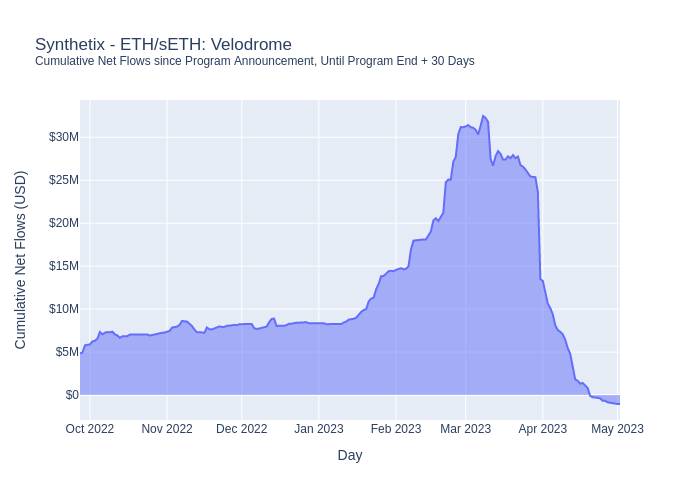 Synthetix - ETH/sETH: Velodrome
Cumulative Net Flows since Program Announcement, Until Program End + 30 Days
Cumulative Net Flows (USD)
$30M
$25M
$20M
$15M
$10M
$5M
$0
Oct 2022 Nov 2022 Dec 2022 Jan 2023 Feb 2023 Mar 2023 Apr 2023 May 2023
Day